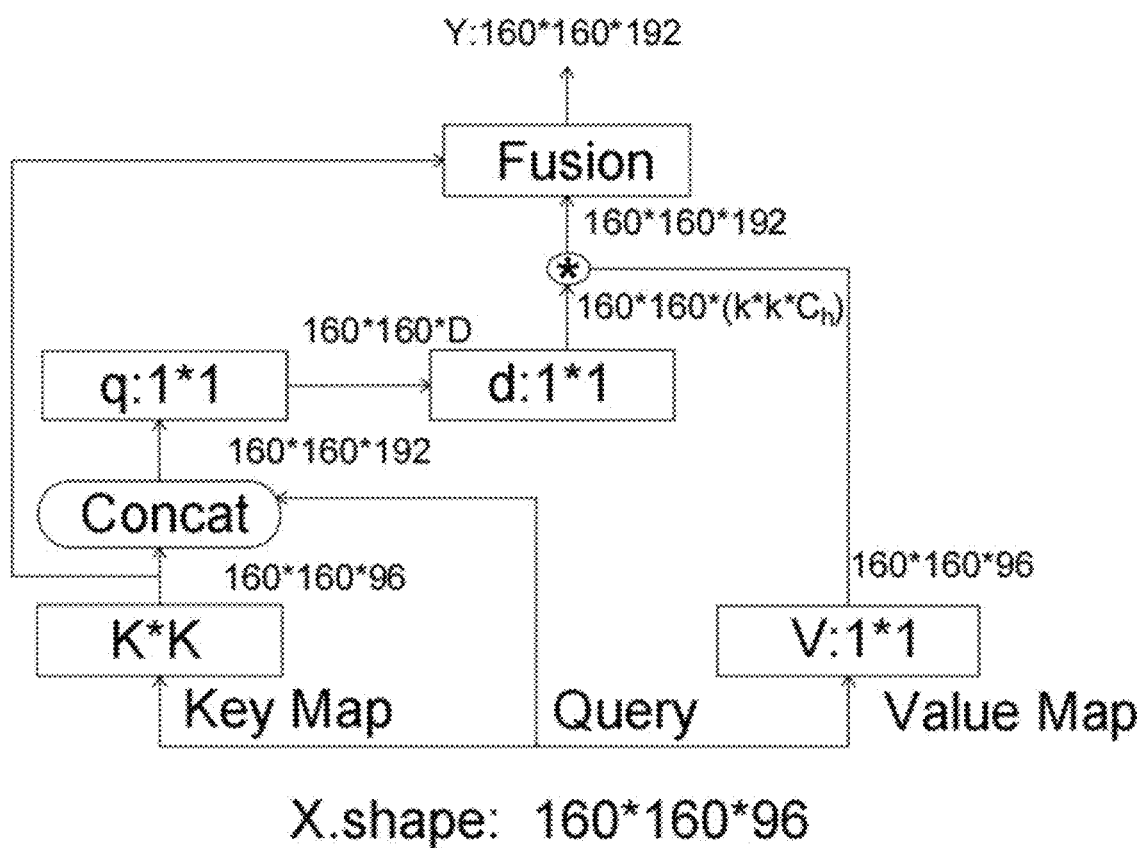 Y:160*160*192
Fusion
160*160*192
*
160*160*(k*k*Cₕ)
160*160*D
q:1*1
d:1*1
160*160*192
Concat
160*160*96
160*160*96
K*K
V:1*1
Key Map
Query
Value Map
X.shape: 160*160*96